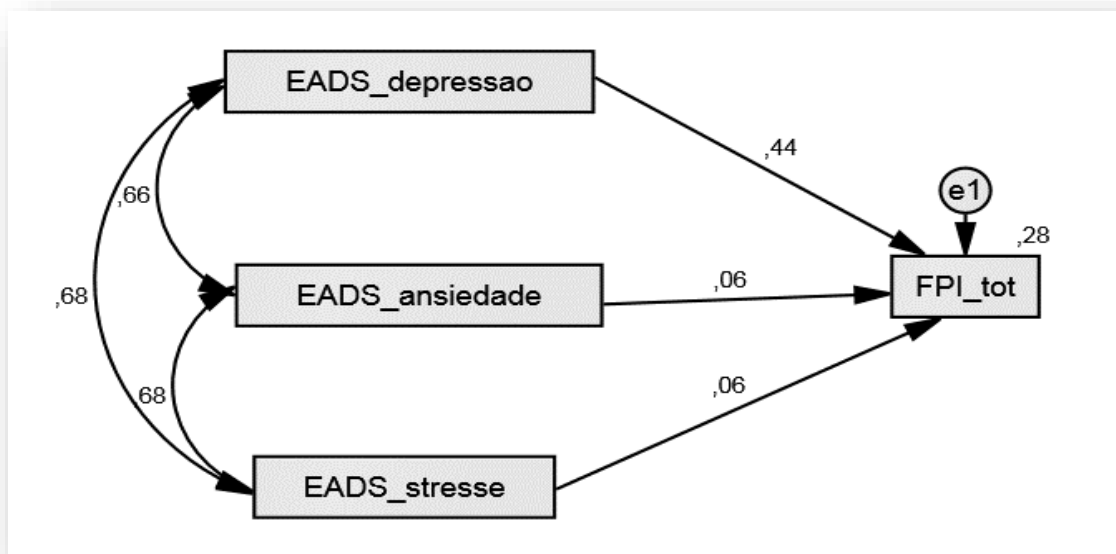 EADS_depressao
,44
,66
e1
,28
,68
EADS_ansiedade
,06
FPI_tot
,68
,06
EADS_stresse